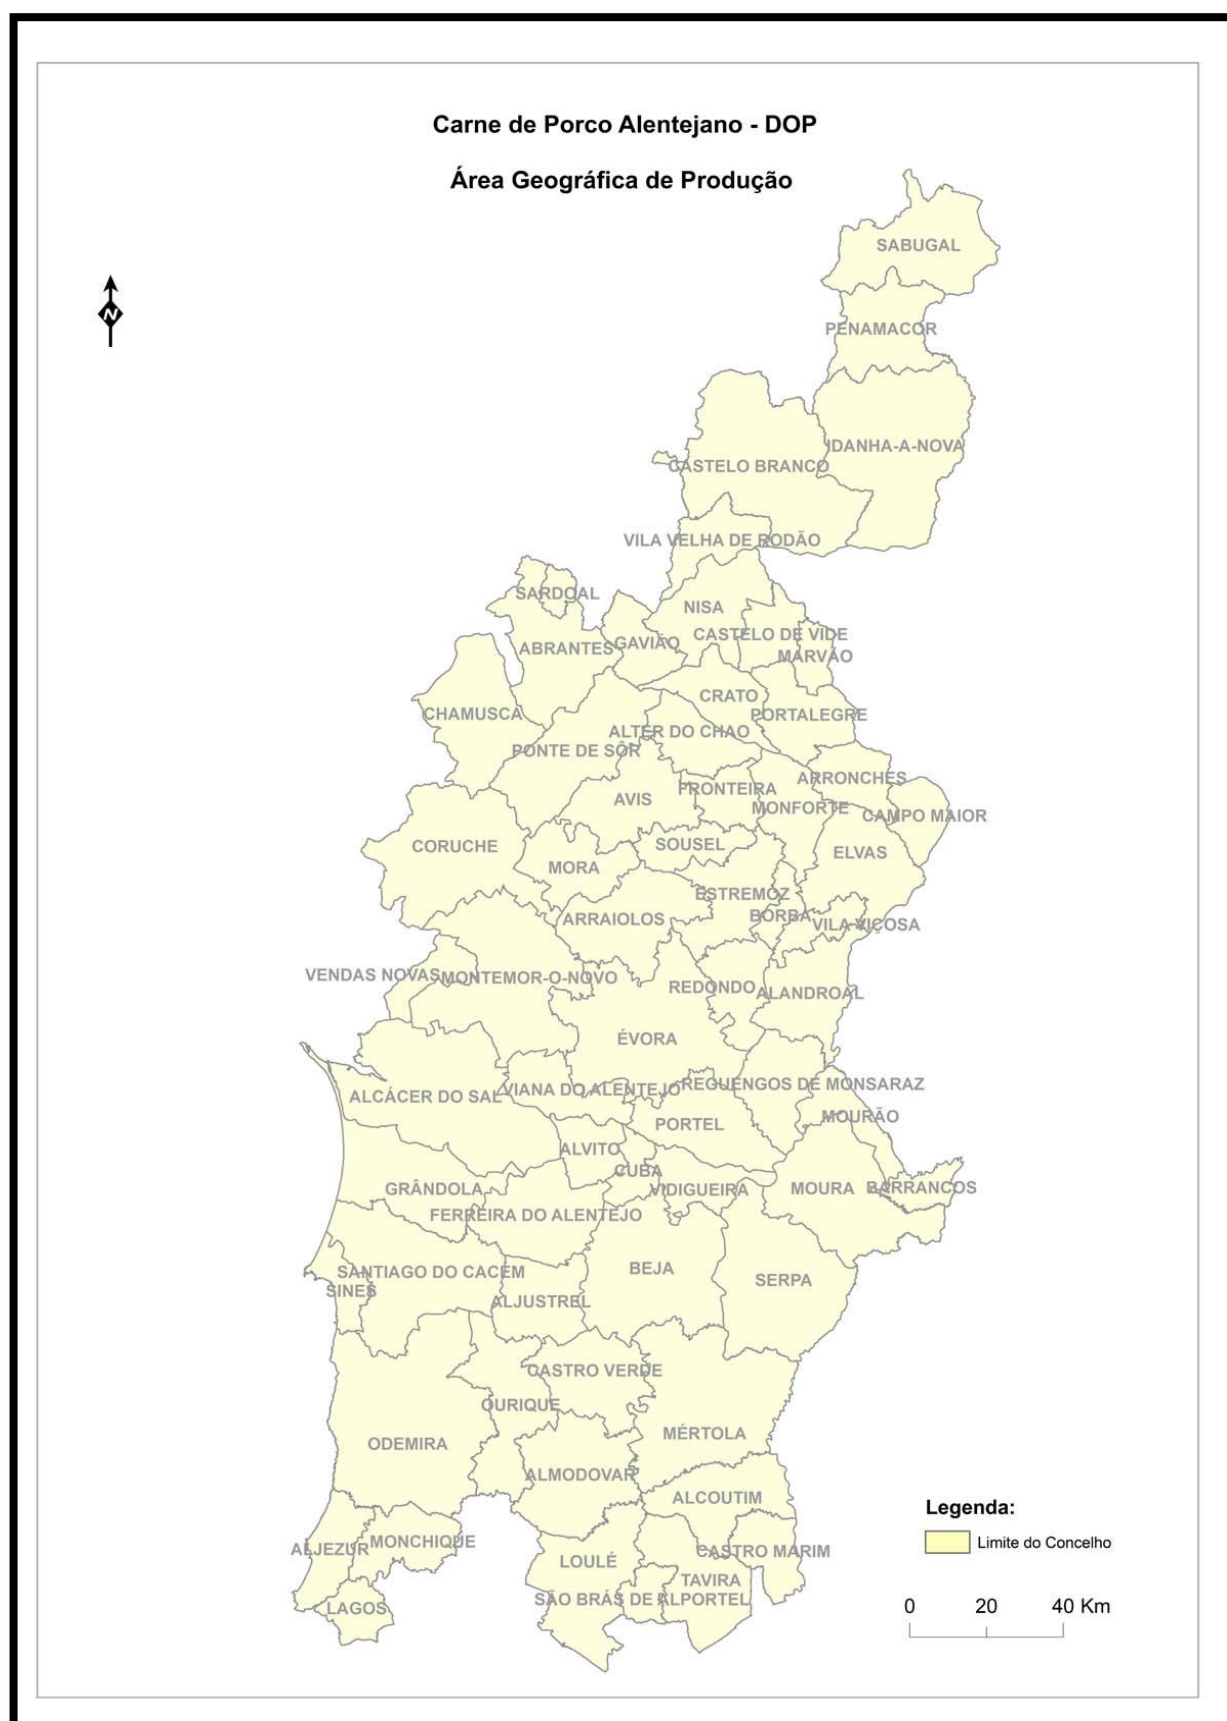 Carne de Porco Alentejano - DOP
Área Geográfica de Produção
N
SABUGAL
PENAMACOR
IDANHA-A-NOVA
CASTELO BRANCO
VILA VELHA DE RODÃO
SARDOAL
NISA
CASTELO DE VIDE
GAVIÃO
ABRANTES
MARVÃO
CRATO
CHAMUSCA
PORTALEGRE
ALTER DO CHAO
PONTE DE SÔR
ARRONCHES
FRONTEIRA
AVIS
MONFORTE
CAMPO MAIOR
CORUCHE
SOUSEL
ELVAS
MORA
ESTREMOZ
BORBA
ARRAIOLOS
VILA VIÇOSA
VENDAS NOVAS
MONTEMOR-O-NOVO
REDONDO
ALANDROAL
ÉVORA
REGUENGOS DE MONSARAZ
VIANA DO ALENTEJO
ALCÁCER DO SAL
MOURÃO
PORTEL
ALVITO
CUBA
GRÂNDOLA
VIDIGUEIRA
MOURA
BARRANCOS
FERREIRA DO ALENTEJO
BEJA
SANTIAGO DO CACÉM
SERPA
SINES
ALJUSTREL
CASTRO VERDE
OURIQUE
MÉRTOLA
ODEMIRA
ALMODOVAR
ALCOUTIM
Legenda:
Limite do Concelho
MONCHIQUE
ALJEZUR
CASTRO MARIM
LOULÉ
TAVIRA
SÃO BRÁS DE ALPORTEL
LAGOS
0 20 40 Km